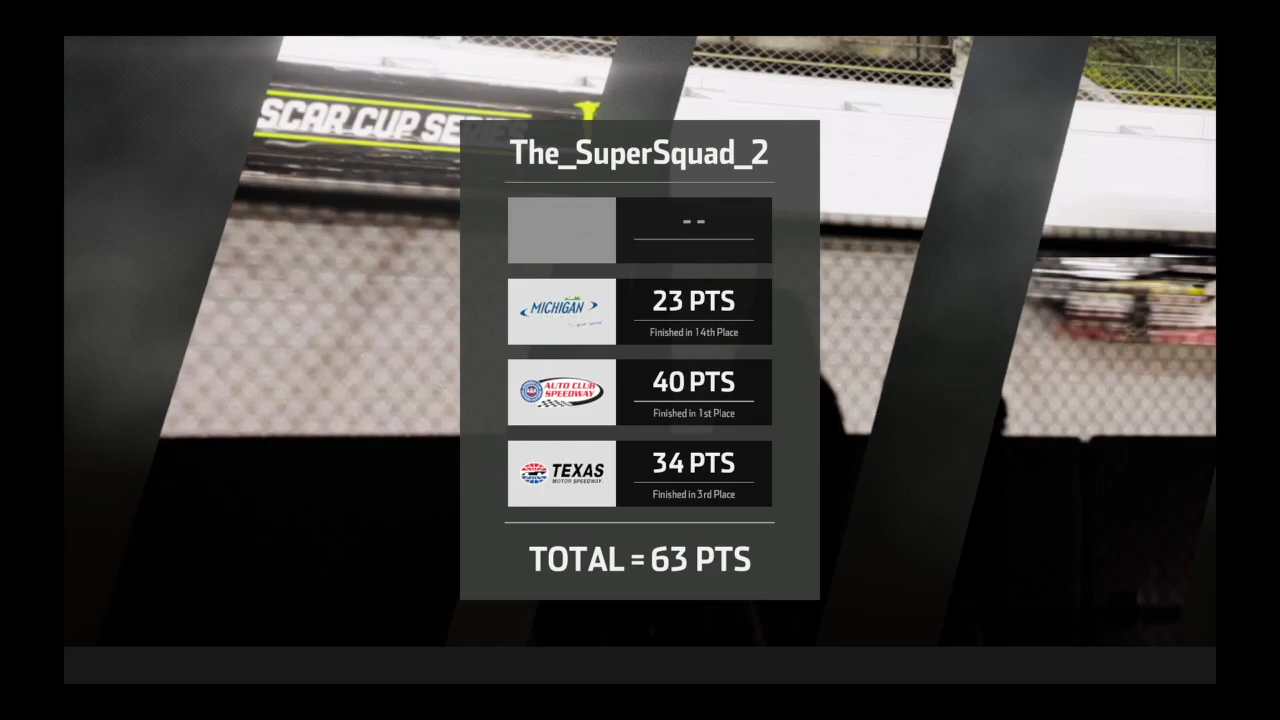 SCAR CUP SERIES
The_SuperSquad_2
--
MICHIGAN
23 PTS
Finished in 14th Place
AUTO CLUB
SPEEDWAY
40 PTS
Finished in 1st Place
TEXAS
MOTOR SPEEDWAY.
34 PTS
Finished in 3rd Place
TOTAL = 63 PTS